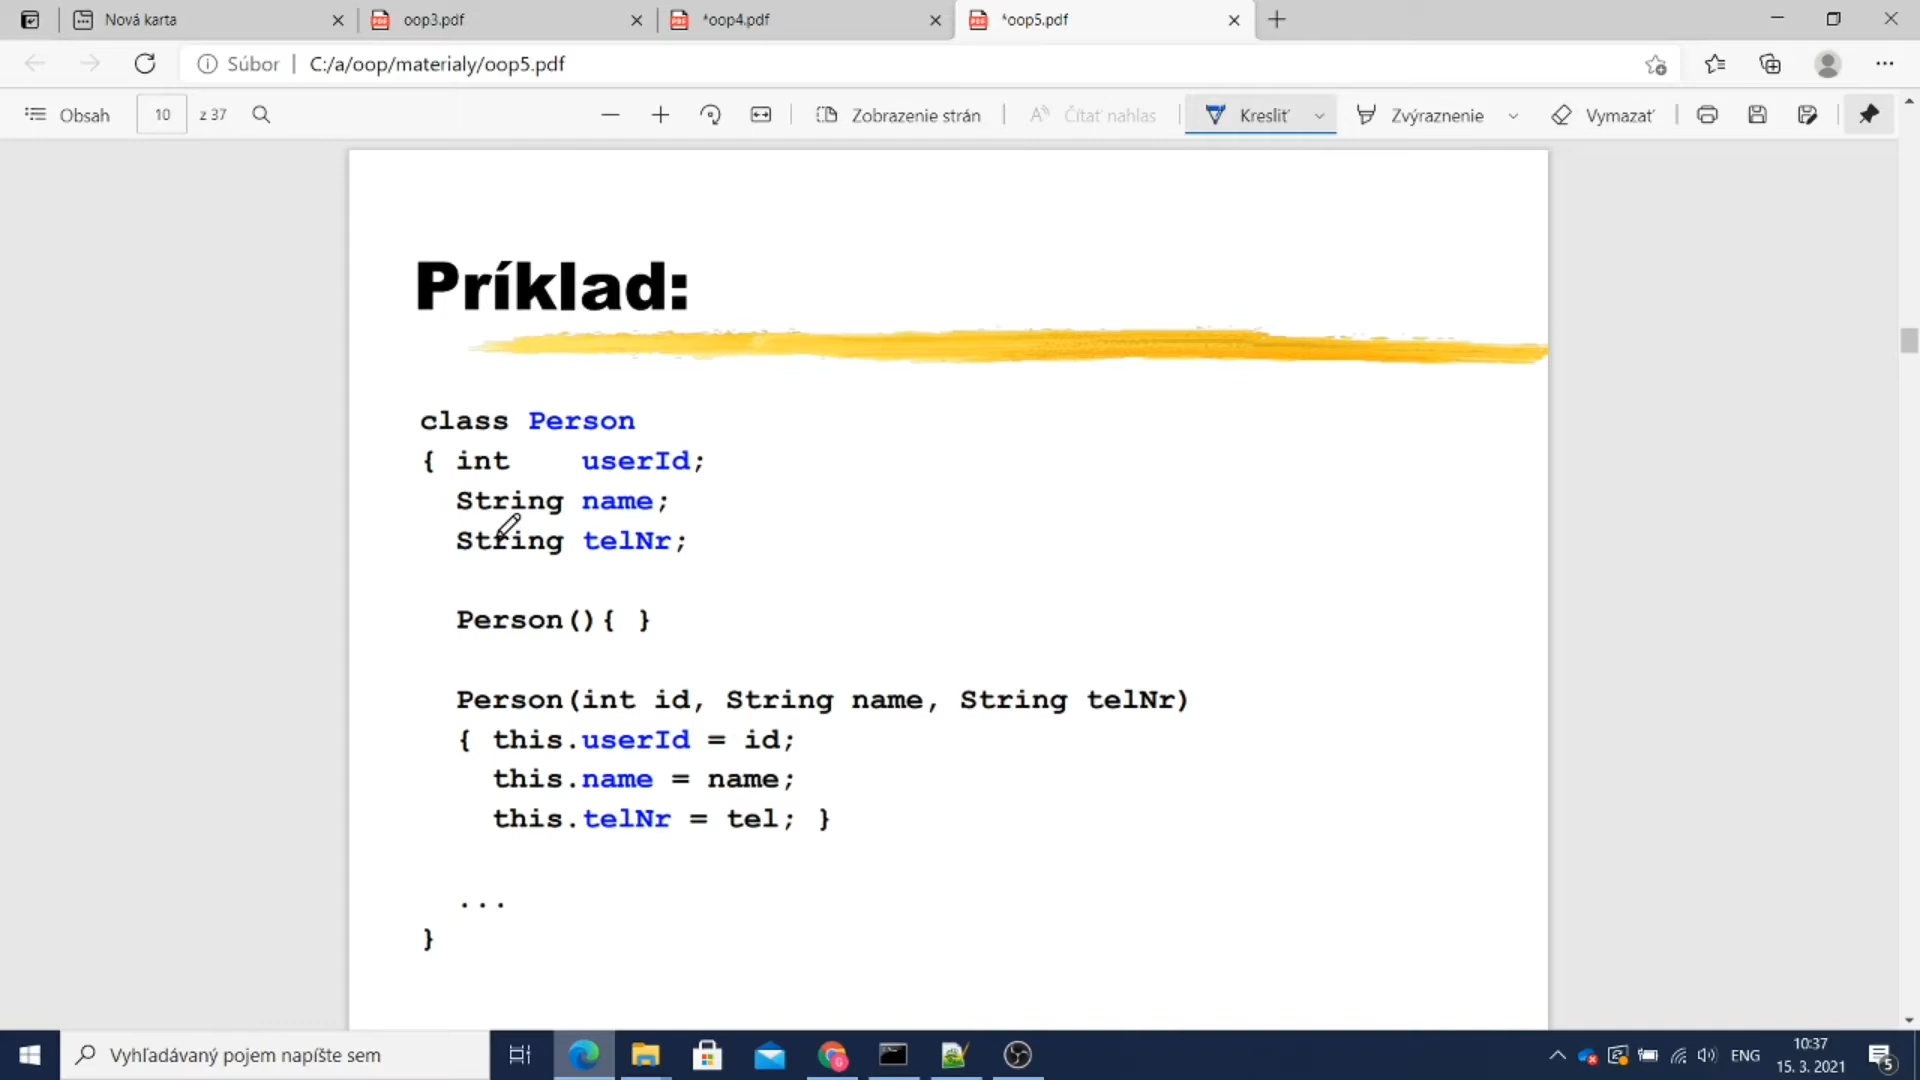 Nová karta
oop3.pdf
*oop4.pdf
*oop5.pdf
Súbor
C:/a/oop/materialy/oop5.pdf
Obsah
10
z 37
Zobrazenie strán
Čítať nahlas
Kresliť
Zvýraznenie
Vymazať
Príklad:
class Person
{ int userId;
String name;
String telNr;
Person(){ }
Person(int id, String name, String telNr)
{ this.userId = id;
this.name = name;
this.telNr = tel; }
...
}
Vyhľadávaný pojem napíšte sem
ENG
10:37
15. 3. 2021
5